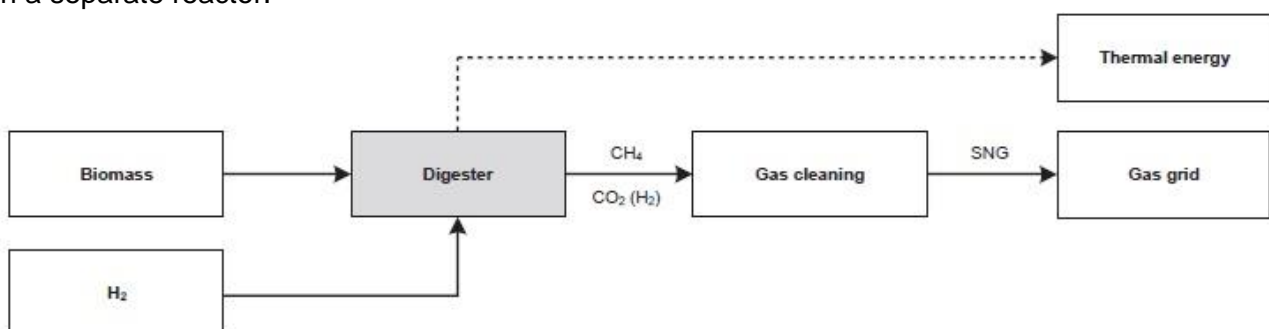 n a separate reactor.
Thermal energy
Biomass
Digester
CH₄
CO₂ (H₂)
Gas cleaning
SNG
Gas grid
H₂